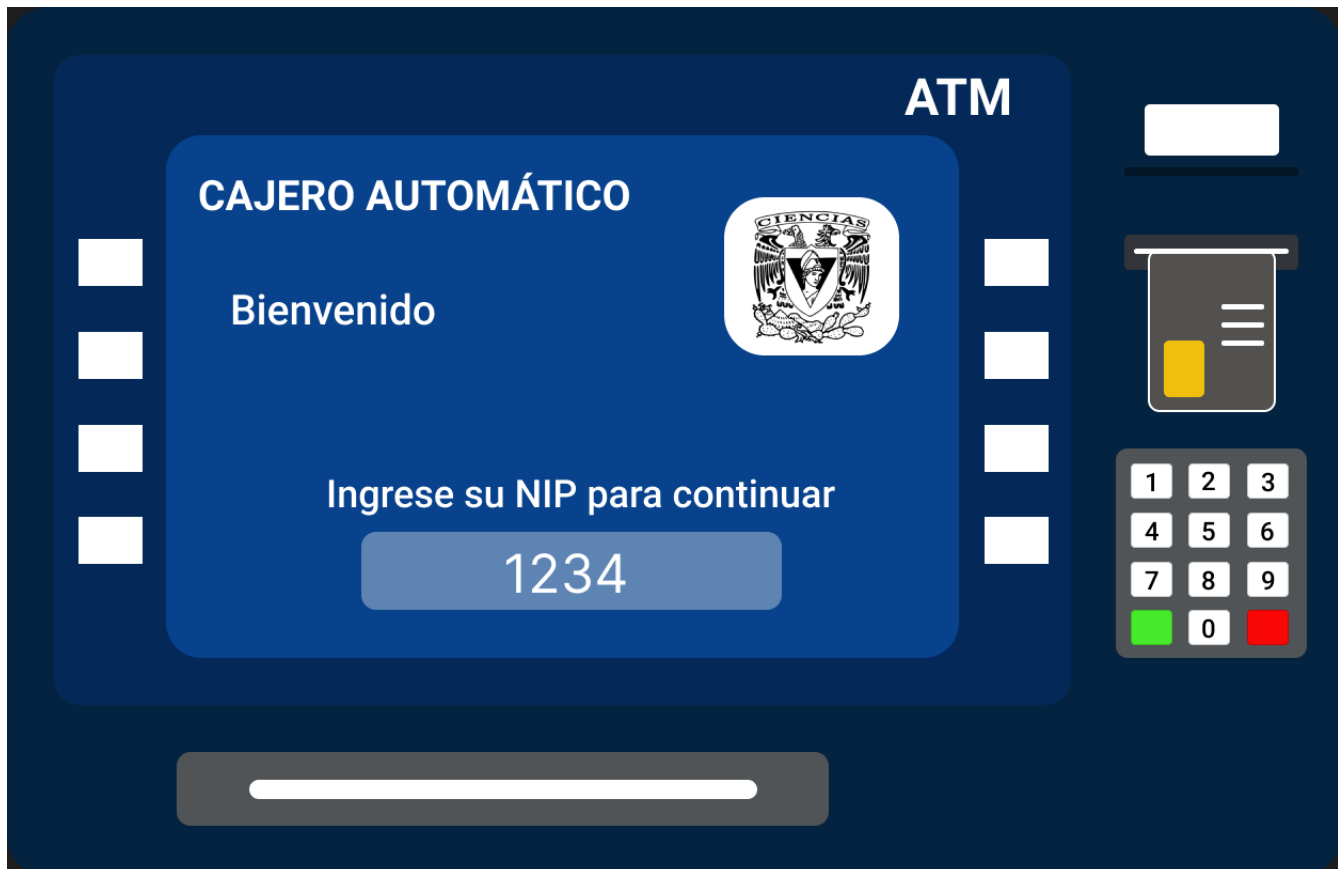 ATM
CAJERO AUTOMÁTICO
CIENCIAS
Bienvenido
Ingrese su NIP para continuar
1234
1 2 3
4 5 6
7 8 9
0